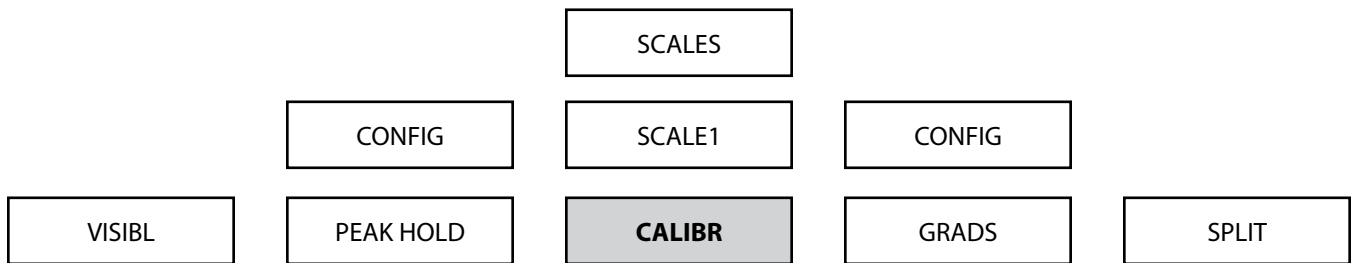 SCALES
CONFIG SCALE1 CONFIG
VISIBL PEAK HOLD CALIBR GRADS SPLIT